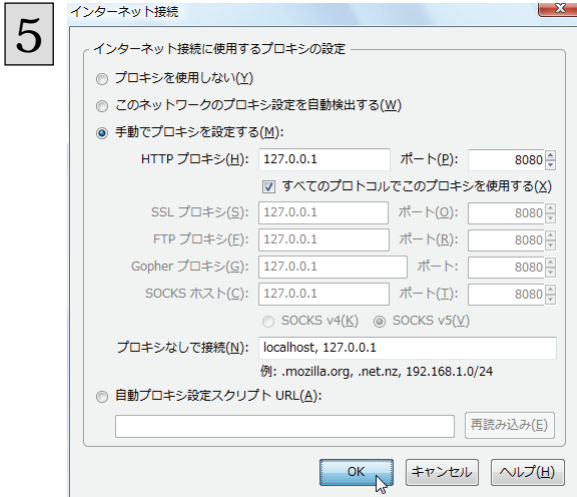 5
インターネット接続
インターネット接続に使用するプロキシの設定
プロキシを使用しない(Y)
このネットワークのプロキシ設定を自動検出する(W)
手動でプロキシを設定する(M):
HTTP プロキシ(H): 127.0.0.1 ポート(P): 8080
すべてのプロトコルでこのプロキシを使用する(X)
SSL プロキシ(S): 127.0.0.1 ポート(O): 8080
FTP プロキシ(F): 127.0.0.1 ポート(R): 8080
Gopher プロキシ(G): 127.0.0.1 ポート: 8080
SOCKS ホスト(C): 127.0.0.1 ポート(T): 8080
SOCKS v4(K) SOCKS v5(V)
プロキシなしで接続(N): localhost, 127.0.0.1
例: .mozilla.org, .net.nz, 192.168.1.0/24
自動プロキシ設定スクリプト URL(A):
再読み込み(E)
OK キャンセル ヘルプ(H)